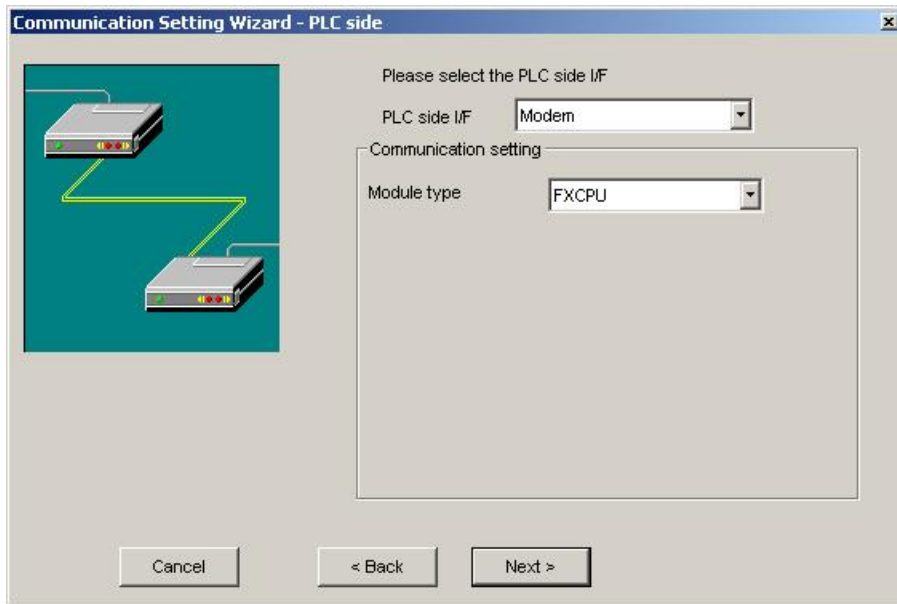 Communication Setting Wizard - PLC side
Please select the PLC side I/F
PLC side I/F Modem
Communication setting
Module type FXCPU
Cancel < Back Next >